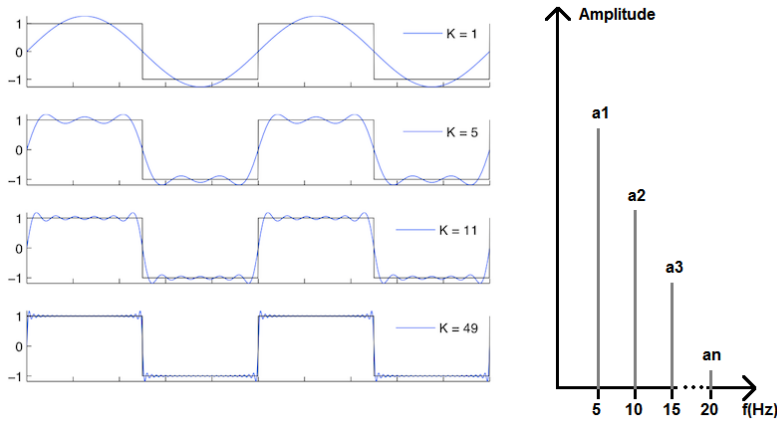 1
0
−1
K = 1
1
0
−1
K = 5
1
0
−1
K = 11
1
0
−1
K = 49
Amplitude
a1
a2
a3
an
5 10 15 20 f(Hz)